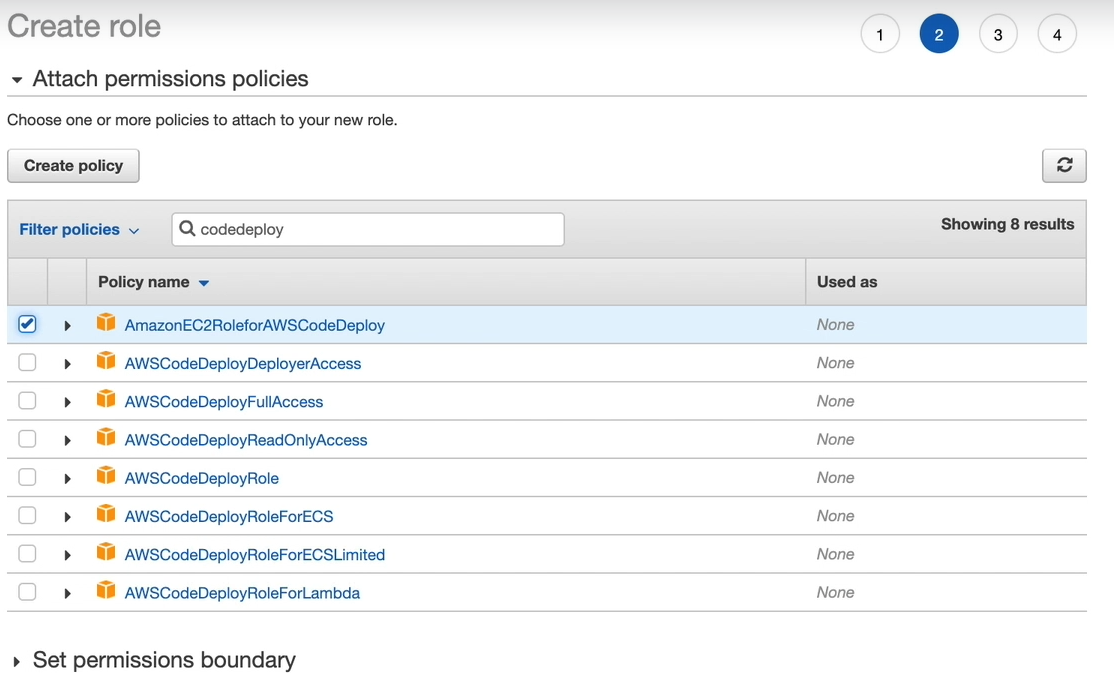 Create role
1 2 3 4
Attach permissions policies
Choose one or more policies to attach to your new role.
Create policy
Filter policies codedeploy Showing 8 results
Policy name Used as
AmazonEC2RoleforAWSCodeDeploy None
AWSCodeDeployDeployerAccess None
AWSCodeDeployFullAccess None
AWSCodeDeployReadOnlyAccess None
AWSCodeDeployRole None
AWSCodeDeployRoleForECS None
AWSCodeDeployRoleForECSLimited None
AWSCodeDeployRoleForLambda None
Set permissions boundary